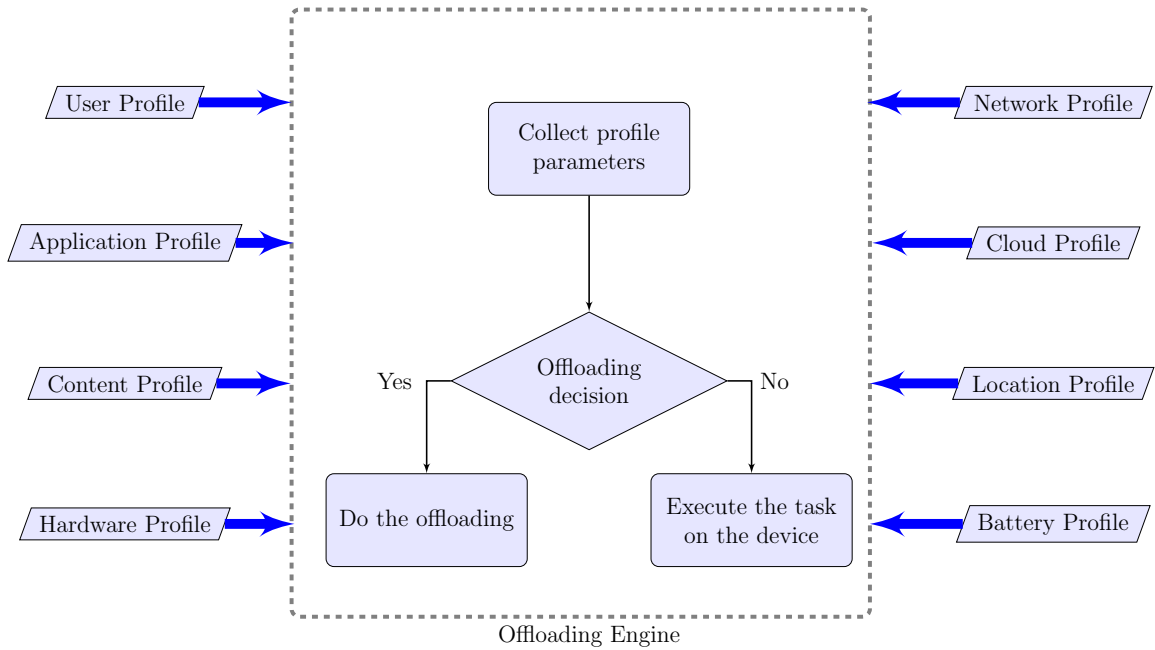 User Profile
Network Profile
Collect profile
parameters
Application Profile
Cloud Profile
Content Profile
Yes
Offloading
decision
No
Location Profile
Hardware Profile
Do the offloading
Execute the task
on the device
Battery Profile
Offloading Engine